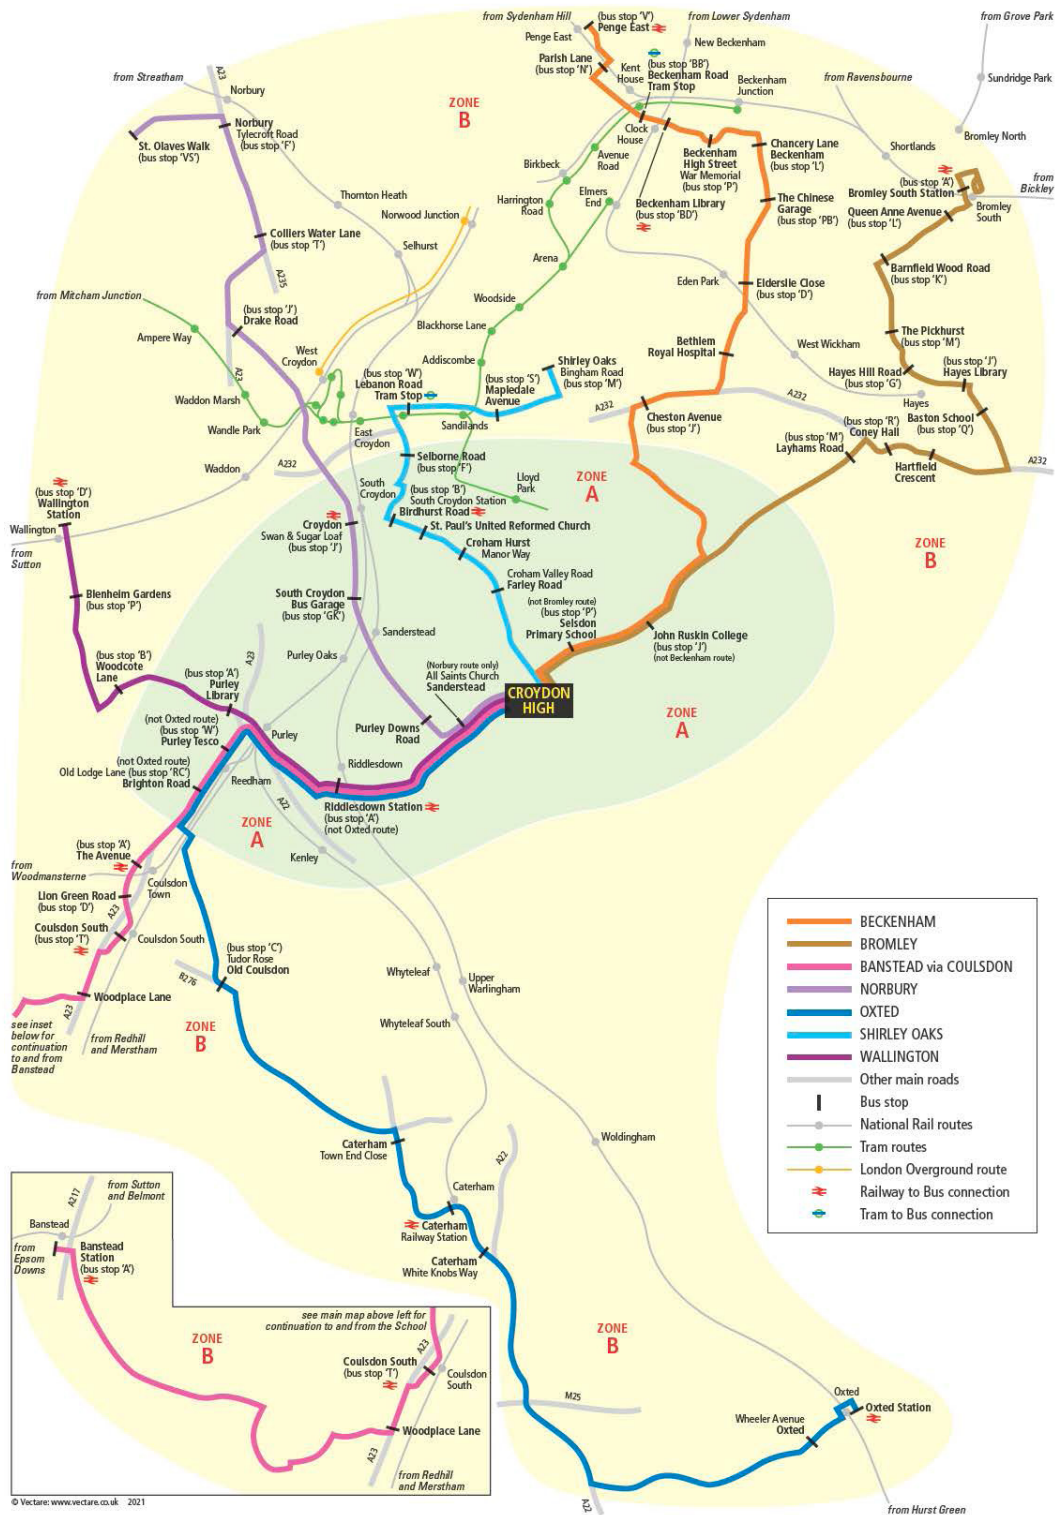 from Sydenham Hill
Penge East
(bus stop 'V')
Penge East
from Lower Sydenham
New Beckenham
from Grove Park
Sundridge Park
Bromley North
from Streatham
A23
Norbury
Norbury
Tylecroft Road
(bus stop 'F')
St. Olaves Walk
(bus stop 'VS')
ZONE
B
Parish Lane
(bus stop 'N')
Kent
House
(bus stop 'BB')
Beckenham Road
Tram Stop
Beckenham
Junction
from Ravensbourne
Shortlands
Clock
House
Avenue
Road
Birkbeck
Beckenham
High Street
War Memorial
(bus stop 'P')
Chancery Lane
Beckenham
(bus stop 'L')
(bus stop 'A')
Bromley South Station
from
Bickley
Bromley
South
Thornton Heath
Norwood Junction
Harrington
Road
Elmers
End
Beckenham Library
(bus stop 'BD')
The Chinese
Garage
(bus stop 'PB')
Queen Anne Avenue
(bus stop 'L')
Colliers Water Lane
(bus stop 'T')
Selhurst
A235
Arena
Barnfield Wood Road
(bus stop 'K')
from Mitcham Junction
Ampere Way
(bus stop 'J')
Drake Road
Woodside
Eden Park
Elderslie Close
(bus stop 'D')
Blackhorse Lane
The Pickhurst
(bus stop 'M')
West
Croydon
Addiscombe
Bethlem
Royal Hospital
West Wickham
A23
Waddon Marsh
(bus stop 'W')
Lebanon Road
Tram Stop
(bus stop 'S')
Mapledale
Avenue
Shirley Oaks
Bingham Road
(bus stop 'M')
Hayes Hill Road
(bus stop 'G')
(bus stop 'J')
Hayes Library
Hayes
A232
A232
Wandle Park
East
Croydon
Sandilands
Cheston Avenue
(bus stop 'J')
(bus stop 'R')
Coney Hall
Baston School
(bus stop 'Q')
(bus stop 'M')
Layhams Road
Hartfield
Crescent
A232
Waddon
A232
Selborne Road
(bus stop 'F')
South
Croydon
Lloyd
Park
ZONE
A
(bus stop 'D')
Wallington
Station
Wallington
from
Sutton
(bus stop 'B')
South Croydon Station
Birdhurst Road
Croydon
Swan & Sugar Loaf
(bus stop 'J')
St. Paul's United Reformed Church
Croham Hurst
Manor Way
ZONE
B
Blenheim Gardens
(bus stop 'P')
South Croydon
Bus Garage
(bus stop 'GK')
Croham Valley Road
Farley Road
(not Bromley route)
(bus stop 'P')
Selsdon
Primary School
John Ruskin College
(bus stop 'J')
(not Beckenham route)
Sanderstead
Purley Oaks
A23
(bus stop 'B')
Woodcote
Lane
(bus stop 'A')
Purley
Library
(Norbury route only)
All Saints Church
Sanderstead
CROYDON
HIGH
ZONE
A
(not Oxted route)
(bus stop 'W')
Purley Tesco
Purley
Purley Downs
Road
(not Oxted route)
Old Lodge Lane (bus stop 'RC')
Brighton Road
Reedham
Riddlesdown
A22
Riddlesdown Station
(bus stop 'A')
(not Oxted route)
ZONE
A
Kenley
(bus stop 'A')
The Avenue
from
Woodmansterne
Coulsdon
Town
Lion Green Road
(bus stop 'D')
A23
Coulsdon South
(bus stop 'T')
Coulsdon South
(bus stop 'C')
Tudor Rose
Old Coulsdon
B276
Woodplace Lane
A23
see inset
below for
continuation
to and from
Banstead
from Redhill
and Merstham
ZONE
B
Whyteleaf
Upper
Warlingham
Whyteleaf South
BECKENHAM
BROMLEY
BANSTEAD via COULSDON
NORBURY
OXTED
SHIRLEY OAKS
WALLINGTON
Other main roads
Bus stop
National Rail routes
Tram routes
London Overground route
Railway to Bus connection
Tram to Bus connection
Caterham
Town End Close
Woldingham
A22
Caterham
Caterham
Railway Station
Caterham
White Knobs Way
A217
from Sutton
and Belmont
Banstead
from
Epsom
Downs
Banstead
Station
(bus stop 'A')
ZONE
B
see main map above left for
continuation to and from the School
A23
Coulsdon South
(bus stop 'T')
Coulsdon
South
Woodplace Lane
A23
from Redhill
and Merstham
ZONE
B
M25
Oxted
Oxted Station
Wheeler Avenue
Oxted
A22
from Hurst Green
© Vectare: www.vectare.co.uk 2021